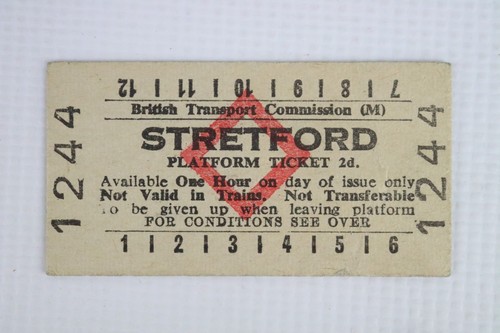 12 | 11 | 10 | 9 | 8 | 7
British Transport Commission (M)
STRETFORD
PLATFORM TICKET 2d.
Available One Hour on day of issue only
Not Valid in Trains. Not Transferable
To be given up when leaving platform
FOR CONDITIONS SEE OVER
1 | 2 | 3 | 4 | 5 | 6
1244
1244